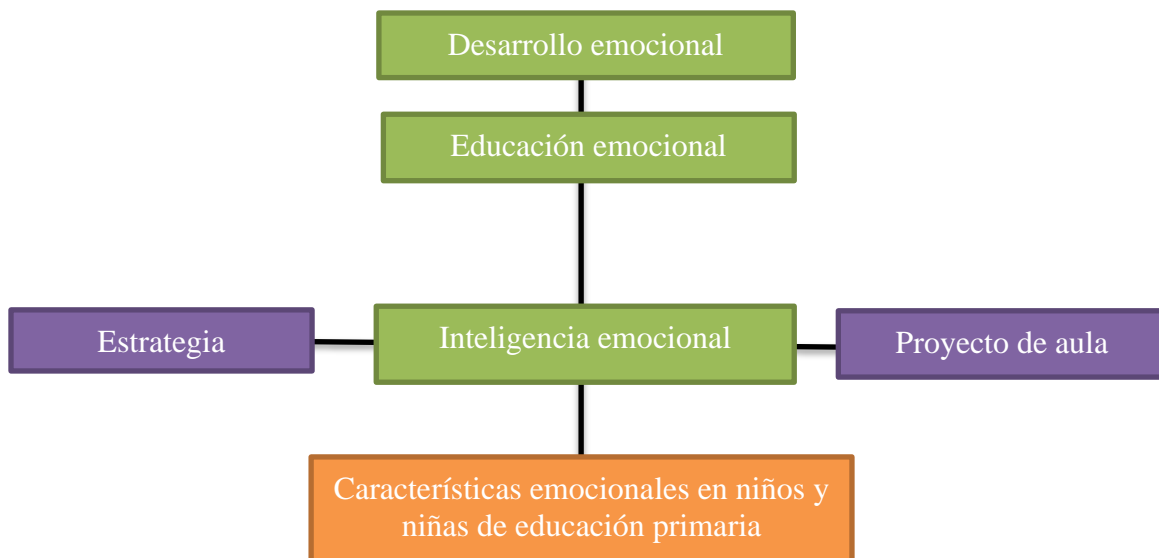 Desarrollo emocional
Educación emocional
Estrategia
Inteligencia emocional
Proyecto de aula
Características emocionales en niños y
niñas de educación primaria